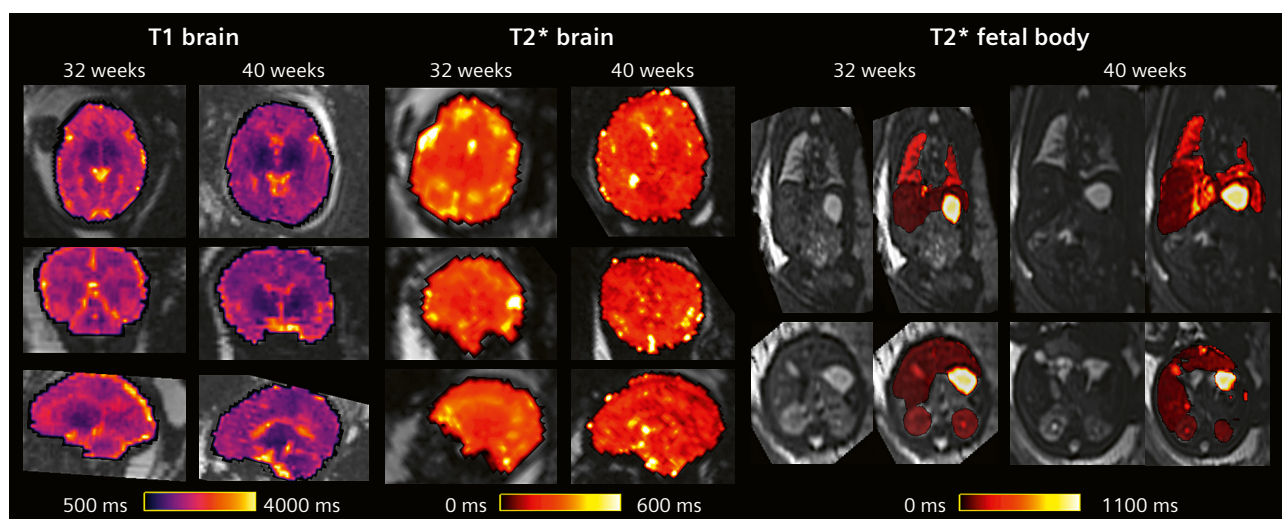 T1 brain
T2* brain
T2* fetal body
32 weeks
40 weeks
32 weeks
40 weeks
32 weeks
40 weeks
500 ms
4000 ms
0 ms
600 ms
0 ms
1100 ms